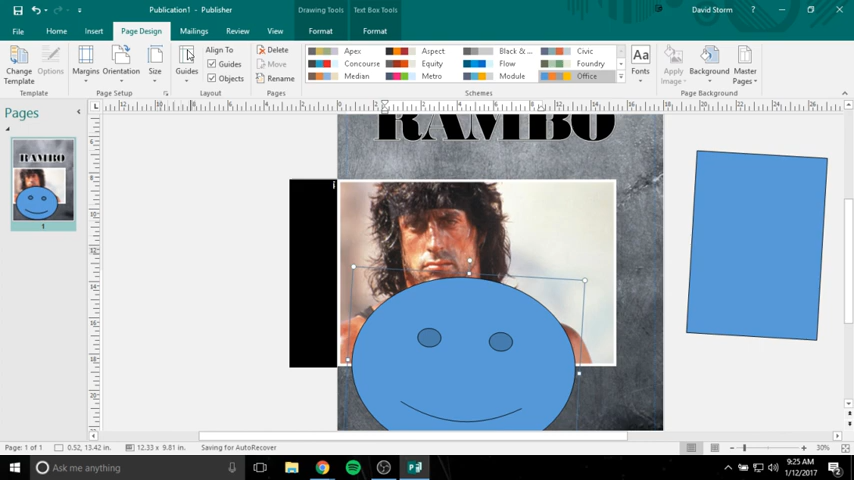 Publication1 - Publisher
Drawing Tools
Text Box Tools
David Storm
File
Home
Insert
Page Design
Mailings
Review
View
Format
Format
Change Template
Options
Template
Margins
Orientation
Size
Page Setup
Guides
Align To
Guides
Objects
Layout
Delete
Move
Rename
Pages
Apex
Aspect
Black & ...
Civic
Concourse
Equity
Flow
Foundry
Median
Metro
Module
Office
Schemes
Fonts
Apply Image
Background
Master Pages
Page Background
Pages
RAMBO
1
RAMBO
Page: 1 of 1
0.52, 13.42 in.
12.33 x 9.81 in.
Saving for AutoRecover
30%
Ask me anything
9:25 AM
1/12/2017